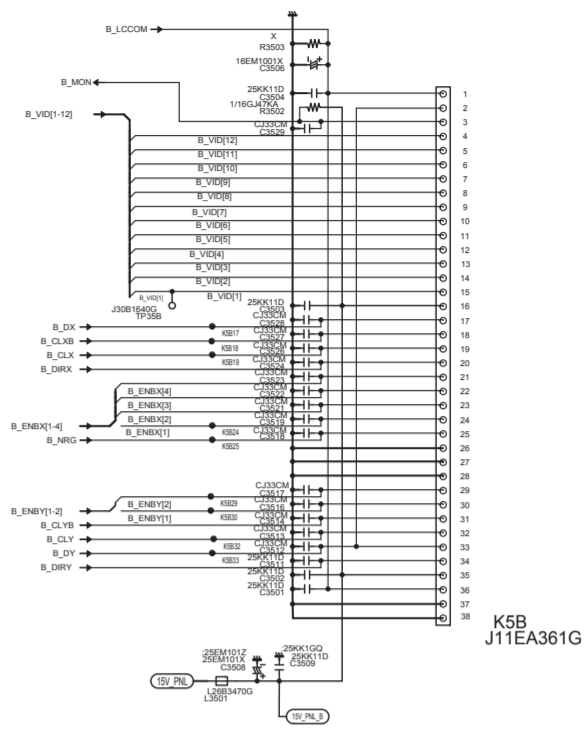 B_LCCOM
X
R3503
16EM1001X
C3506
B_MON
25KK11D
C3504
1/16GJ47KA
R3502
CJ33CM
C3529
B_VID[1-12]
B_VID[12]
B_VID[11]
B_VID[10]
B_VID[9]
B_VID[8]
B_VID[7]
B_VID[6]
B_VID[5]
B_VID[4]
B_VID[3]
B_VID[2]
B_VID[1]
B_VID[1]
J30B1640G
TP35B
25KK11D
C3503
B_DX
K5B17
CJ33CM
C3528
B_CLXB
K5B18
CJ33CM
C3527
B_CLX
K5B19
CJ33CM
C3526
B_DIRX
CJ33CM
C3524
CJ33CM
C3523
B_ENBX[4]
CJ33CM
C3522
B_ENBX[3]
CJ33CM
C3521
B_ENBX[1-4]
B_ENBX[2]
K5B24
CJ33CM
C3519
B_ENBX[1]
B_NRG
K5B25
CJ33CM
C3518
CJ33CM
C3517
B_ENBY[1-2]
B_ENBY[2]
K5B29
CJ33CM
C3516
B_ENBY[1]
K5B30
CJ33CM
C3514
B_CLYB
CJ33CM
C3513
B_CLY
K5B32
CJ33CM
C3512
B_DY
K5B33
25KK11D
C3511
B_DIRY
25KK11D
C3502
25KK11D
C3501
1
2
3
4
5
6
7
8
9
10
11
12
13
14
15
16
17
18
19
20
21
22
23
24
25
26
27
28
29
30
31
32
33
34
35
36
37
38
K5B
J11EA361G
:25EM101Z
25EM101X
C3508
:25KK1GQ
25KK11D
C3509
15V_PNL
L26B3470G
L3501
15V_PNL_B